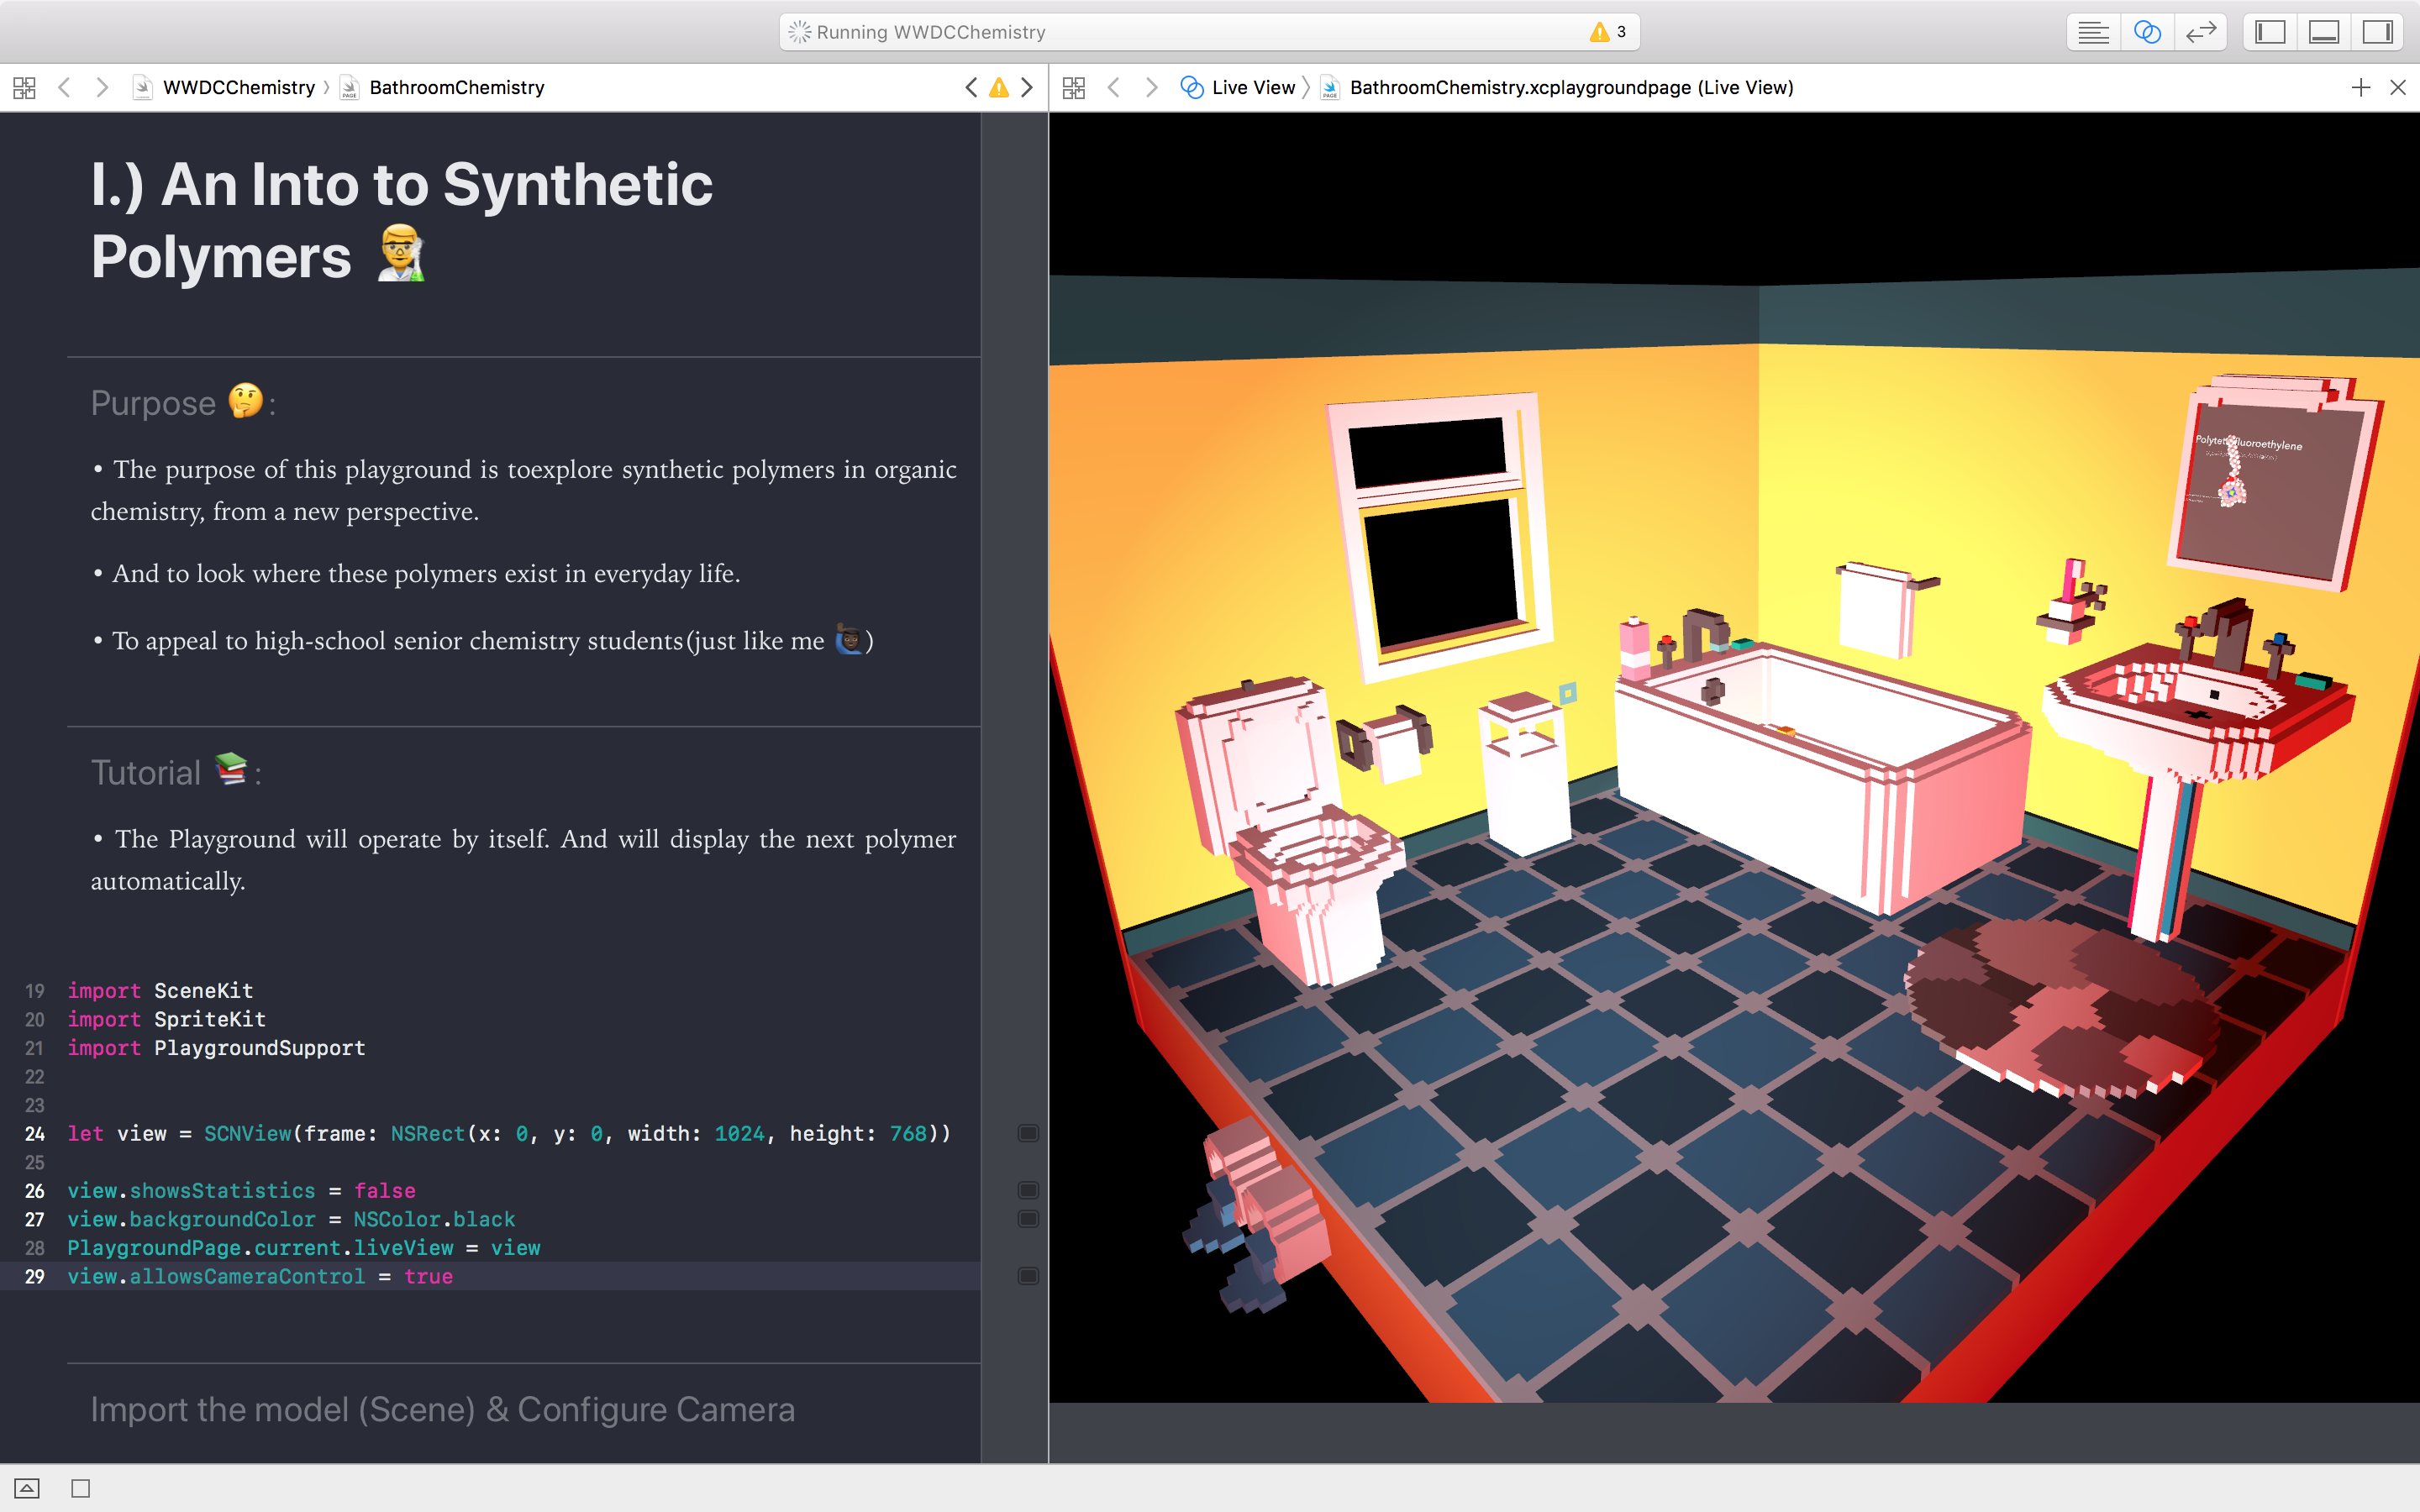 Running WWDCChemistry
3
WWDCChemistry
BathroomChemistry
Live View
BathroomChemistry.xcplaygroundpage (Live View)
I.) An Into to Synthetic
Polymers 👨‍🔬
Purpose 🤔:
• The purpose of this playground is toexplore synthetic polymers in organic
chemistry, from a new perspective.
• And to look where these polymers exist in everyday life.
• To appeal to high-school senior chemistry students(just like me 🙋🏿‍♂️)
Tutorial 📚:
• The Playground will operate by itself. And will display the next polymer
automatically.
19 import SceneKit
20 import SpriteKit
21 import PlaygroundSupport
22
23
24 let view = SCNView(frame: NSRect(x: 0, y: 0, width: 1024, height: 768))
25
26 view.showsStatistics = false
27 view.backgroundColor = NSColor.black
28 PlaygroundPage.current.liveView = view
29 view.allowsCameraControl = true
Import the model (Scene) & Configure Camera